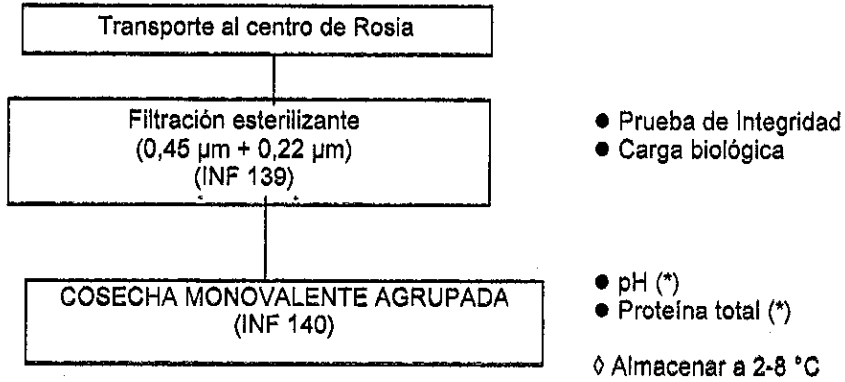 Transporte al centro de Rosia
Filtración esterilizante
(0,45 µm + 0,22 µm)
(INF 139)
● Prueba de Integridad
● Carga biológica
COSECHA MONOVALENTE AGRUPADA
(INF 140)
● pH (*)
● Proteína total (*)
◊ Almacenar a 2-8 °C